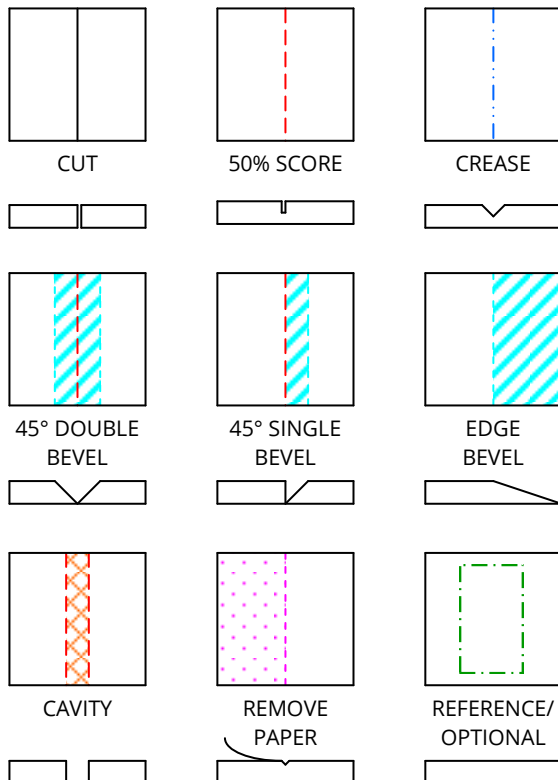 CUT
50% SCORE
CREASE
45° DOUBLE
BEVEL
45° SINGLE
BEVEL
EDGE
BEVEL
CAVITY
REMOVE
PAPER
REFERENCE/
OPTIONAL